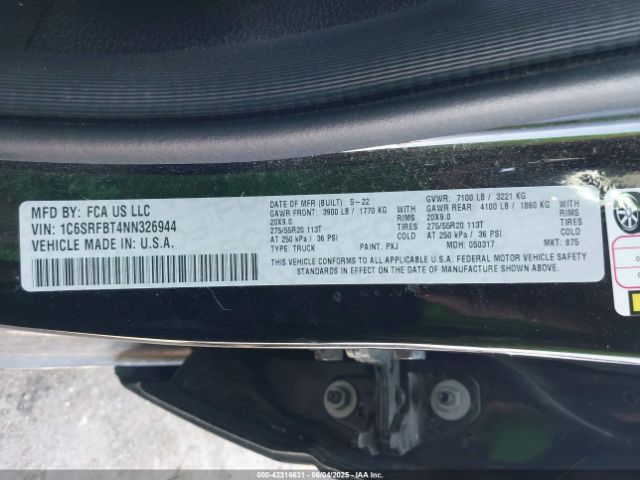 MFD BY: FCA US LLC
VIN: 1C6SRFBT4NN326944
VEHICLE MADE IN U.S.A.
DATE OF MFR (BUILT): 5-22
GAWR FRONT: 3900 LB / 1770 KG WITH
20X9.0 RIMS
275/55R20 113T TIRES
AT 250 kPa / 36 PSI COLD
TYPE: TRUCK PAINT: PXJ
GVWR: 7100 LB / 3221 KG
GAWR REAR: 4100 LB / 1860 KG WITH
20X9.0 RIMS
275/55R20 113T TIRES
AT 250 kPa / 36 PSI COLD
MDH: 050317 MKT: 875
THIS VEHICLE CONFORMS TO ALL APPLICABLE U.S.A. FEDERAL MOTOR VEHICLE SAFETY
STANDARDS IN EFFECT ON THE DATE OF MANUFACTURE SHOWN ABOVE.
000-42316631 - 06/04/2025 - IAAI.COM